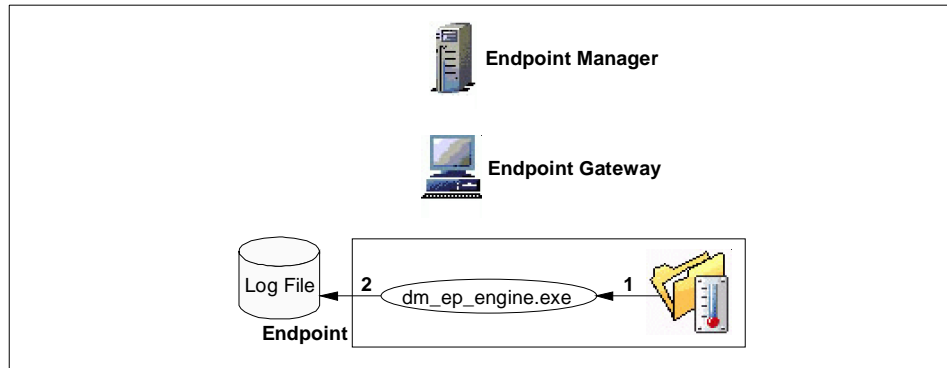 Endpoint Manager
Endpoint Gateway
Log File
2
dm_ep_engine.exe
1
Endpoint